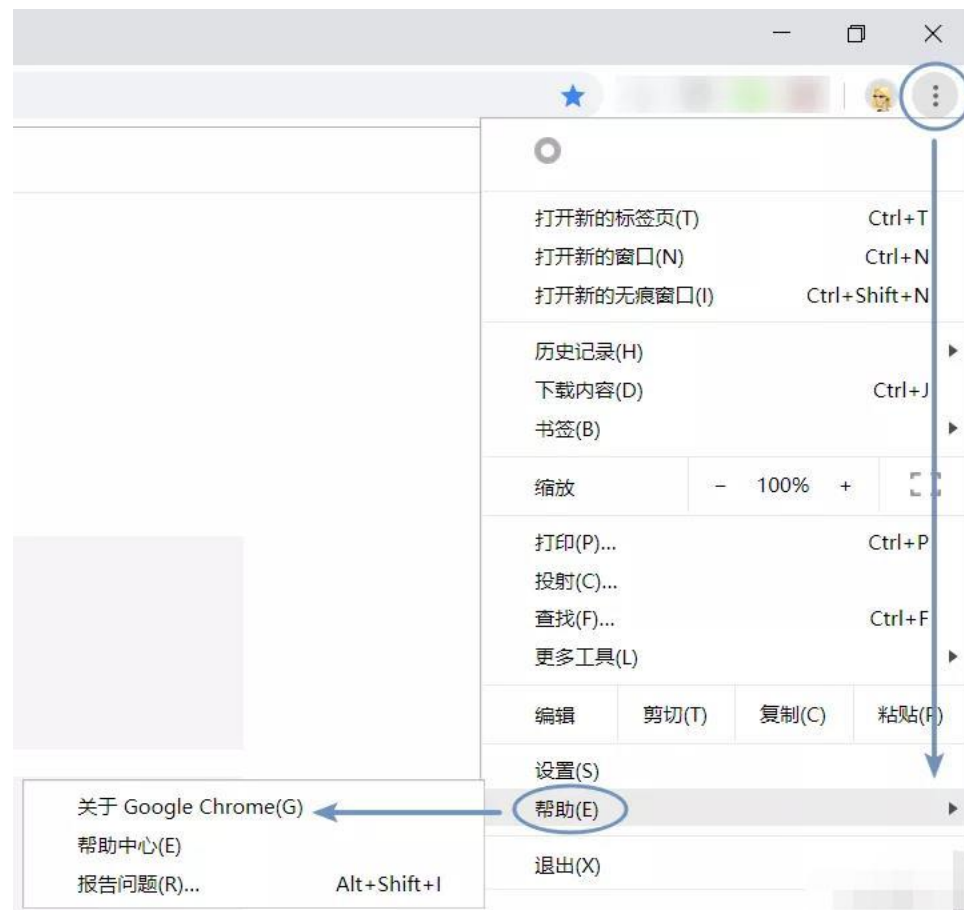 打开新的标签页(T) Ctrl+T
打开新的窗口(N) Ctrl+N
打开新的无痕窗口(I) Ctrl+Shift+N
历史记录(H)
下载内容(D) Ctrl+J
书签(B)
缩放 - 100% +
打印(P)... Ctrl+P
投射(C)...
查找(F)... Ctrl+F
更多工具(L)
编辑 剪切(T) 复制(C) 粘贴(P)
设置(S)
帮助(E)
退出(X)
关于 Google Chrome(G)
帮助中心(E)
报告问题(R)... Alt+Shift+I